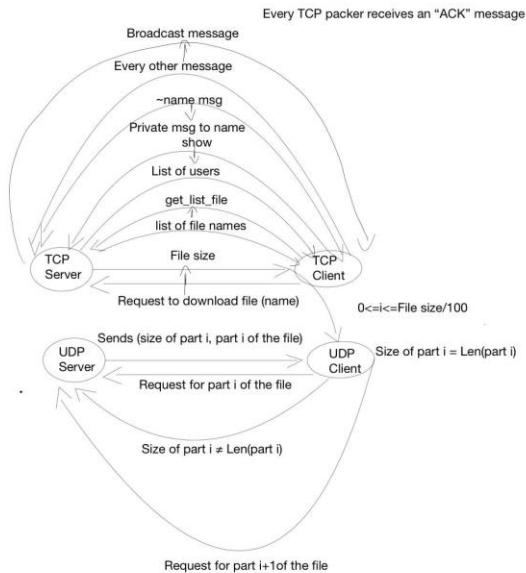 Every TCP packer receives an “ACK” message
Broadcast message
Every other message
~name msg
Private msg to name
show
List of users
get_list_file
list of file names
TCP
Server
File size
TCP
Client
Request to download file (name)
0<=i<=File size/100
Sends (size of part i, part i of the file)
UDP
Server
UDP
Client
Size of part i = Len(part i)
Request for part i of the file
Size of part i ≠ Len(part i)
Request for part i+1of the file